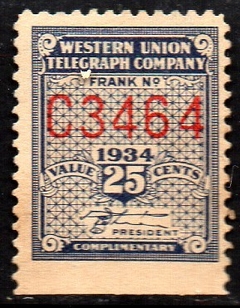 WESTERN UNION
TELEGRAPH COMPANY
FRANK Nº
C3464
1934
VALUE 25 CENTS
PRESIDENT
COMPLIMENTARY